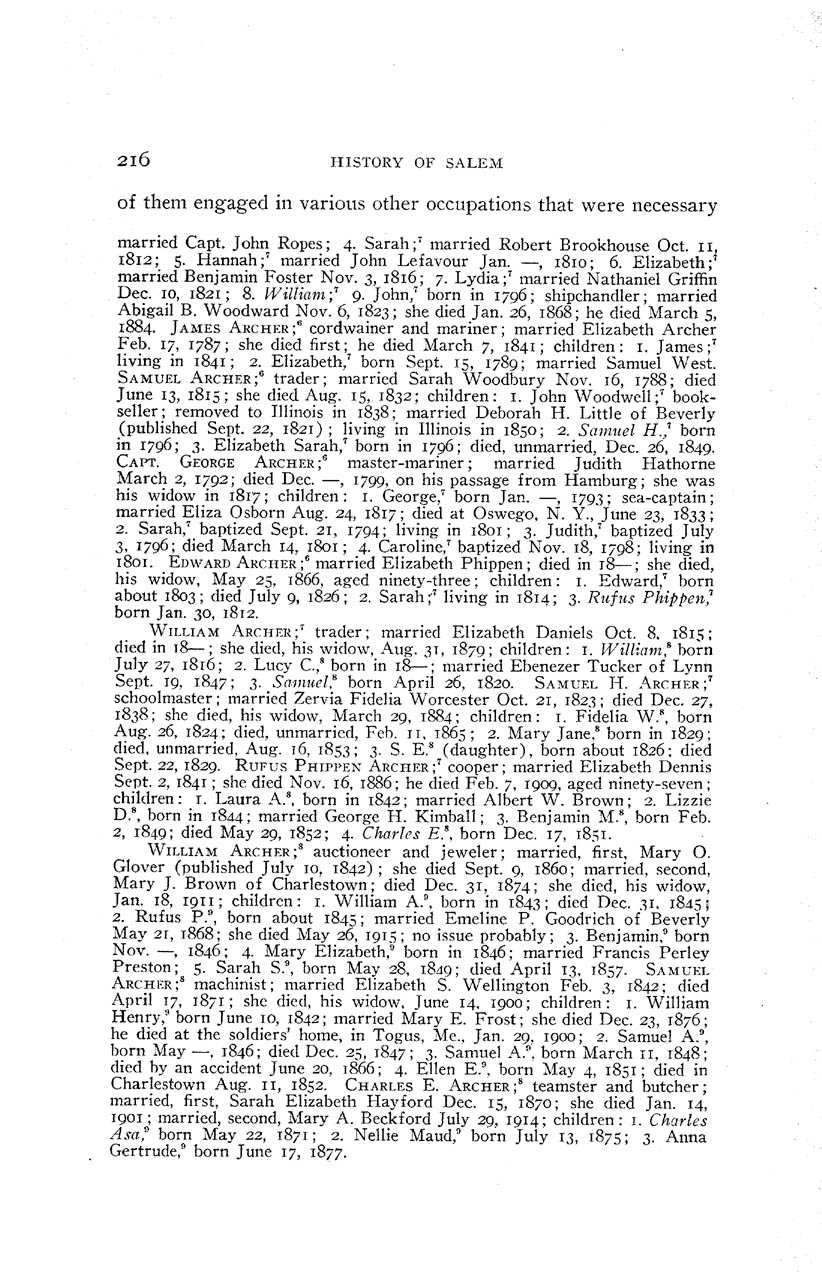 216 HISTORY OF SALEM
of them engaged in various other occupations that were necessary
married Capt. John Ropes; 4. Sarah;⁷ married Robert Brookhouse Oct. 11,
1812; 5. Hannah;⁷ married John Lefavour Jan. —, 1810; 6. Elizabeth;⁷
married Benjamin Foster Nov. 3, 1816; 7. Lydia;⁷ married Nathaniel Griffin
Dec. 10, 1821; 8. William;⁷ 9. John,⁷ born in 1796; shipchandler; married
Abigail B. Woodward Nov. 6, 1823; she died Jan. 26, 1868; he died March 5,
1884. JAMES ARCHER;⁶ cordwainer and mariner; married Elizabeth Archer
Feb. 17, 1787; she died first; he died March 7, 1841; children: 1. James;⁷
living in 1841; 2. Elizabeth,⁷ born Sept. 15, 1789; married Samuel West.
SAMUEL ARCHER;⁶ trader; married Sarah Woodbury Nov. 16, 1788; died
June 13, 1815; she died Aug. 15, 1832; children: 1. John Woodwell;⁷ book-
seller; removed to Illinois in 1838; married Deborah H. Little of Beverly
(published Sept. 22, 1821); living in Illinois in 1850; 2. Samuel H.,⁷ born
in 1796; 3. Elizabeth Sarah,⁷ born in 1796; died, unmarried, Dec. 26, 1849.
CAPT. GEORGE ARCHER;⁶ master-mariner; married Judith Hathorne
March 2, 1792; died Dec. —, 1799, on his passage from Hamburg; she was
his widow in 1817; children: 1. George,⁷ born Jan. —, 1793; sea-captain;
married Eliza Osborn Aug. 24, 1817; died at Oswego, N. Y., June 23, 1833;
2. Sarah,⁷ baptized Sept. 21, 1794; living in 1801; 3. Judith,⁷ baptized July
3, 1796; died March 14, 1801; 4. Caroline,⁷ baptized Nov. 18, 1798; living in
1801. EDWARD ARCHER;⁶ married Elizabeth Phippen; died in 18—; she died,
his widow, May 25, 1866, aged ninety-three; children: 1. Edward,⁷ born
about 1803; died July 9, 1826; 2. Sarah;⁷ living in 1814; 3. Rufus Phippen,⁷
born Jan. 30, 1812.
WILLIAM ARCHER;⁷ trader; married Elizabeth Daniels Oct. 8, 1815;
died in 18—; she died, his widow, Aug. 31, 1879; children: 1. William,⁸ born
July 27, 1816; 2. Lucy C.,⁸ born in 18—; married Ebenezer Tucker of Lynn
Sept. 19, 1847; 3. Samuel,⁸ born April 26, 1820. SAMUEL H. ARCHER;⁷
schoolmaster; married Zervia Fidelia Worcester Oct. 21, 1823; died Dec. 27,
1838; she died, his widow, March 29, 1884; children: 1. Fidelia W.⁸, born
Aug. 26, 1824; died, unmarried, Feb. 11, 1865; 2. Mary Jane,⁸ born in 1829;
died, unmarried, Aug. 16, 1853; 3. S. E.⁸ (daughter), born about 1826; died
Sept. 22, 1829. RUFUS PHIPPEN ARCHER;⁷ cooper; married Elizabeth Dennis
Sept. 2, 1841; she died Nov. 16, 1886; he died Feb. 7, 1909, aged ninety-seven;
children: 1. Laura A.⁸, born in 1842; married Albert W. Brown; 2. Lizzie
D.⁸, born in 1844; married George H. Kimball; 3. Benjamin M.⁸, born Feb.
2, 1849; died May 29, 1852; 4. Charles E.⁸, born Dec. 17, 1851.
WILLIAM ARCHER;⁸ auctioneer and jeweler; married, first, Mary O.
Glover (published July 10, 1842); she died Sept. 9, 1860; married, second,
Mary J. Brown of Charlestown; died Dec. 31, 1874; she died, his widow,
Jan. 18, 1911; children: 1. William A.⁹, born in 1843; died Dec. 31, 1845;
2. Rufus P.⁹, born about 1845; married Emeline P. Goodrich of Beverly
May 21, 1868; she died May 26, 1915; no issue probably; 3. Benjamin,⁹ born
Nov. —, 1846; 4. Mary Elizabeth,⁹ born in 1846; married Francis Perley
Preston; 5. Sarah S.⁹, born May 28, 1849; died April 13, 1857. SAMUEL
ARCHER;⁸ machinist; married Elizabeth S. Wellington Feb. 3, 1842; died
April 17, 1871; she died, his widow, June 14, 1900; children: 1. William
Henry,⁹ born June 10, 1842; married Mary E. Frost; she died Dec. 23, 1876;
he died at the soldiers' home, in Togus, Me., Jan. 29, 1900; 2. Samuel A.⁹,
born May —, 1846; died Dec. 25, 1847; 3. Samuel A.⁹, born March 11, 1848;
died by an accident June 20, 1866; 4. Ellen E.⁹, born May 4, 1851; died in
Charlestown Aug. 11, 1852. CHARLES E. ARCHER;⁸ teamster and butcher;
married, first, Sarah Elizabeth Hayford Dec. 15, 1870; she died Jan. 14,
1901; married, second, Mary A. Beckford July 29, 1914; children: 1. Charles
Asa,⁹ born May 22, 1871; 2. Nellie Maud,⁹ born July 13, 1875; 3. Anna
Gertrude,⁹ born June 17, 1877.